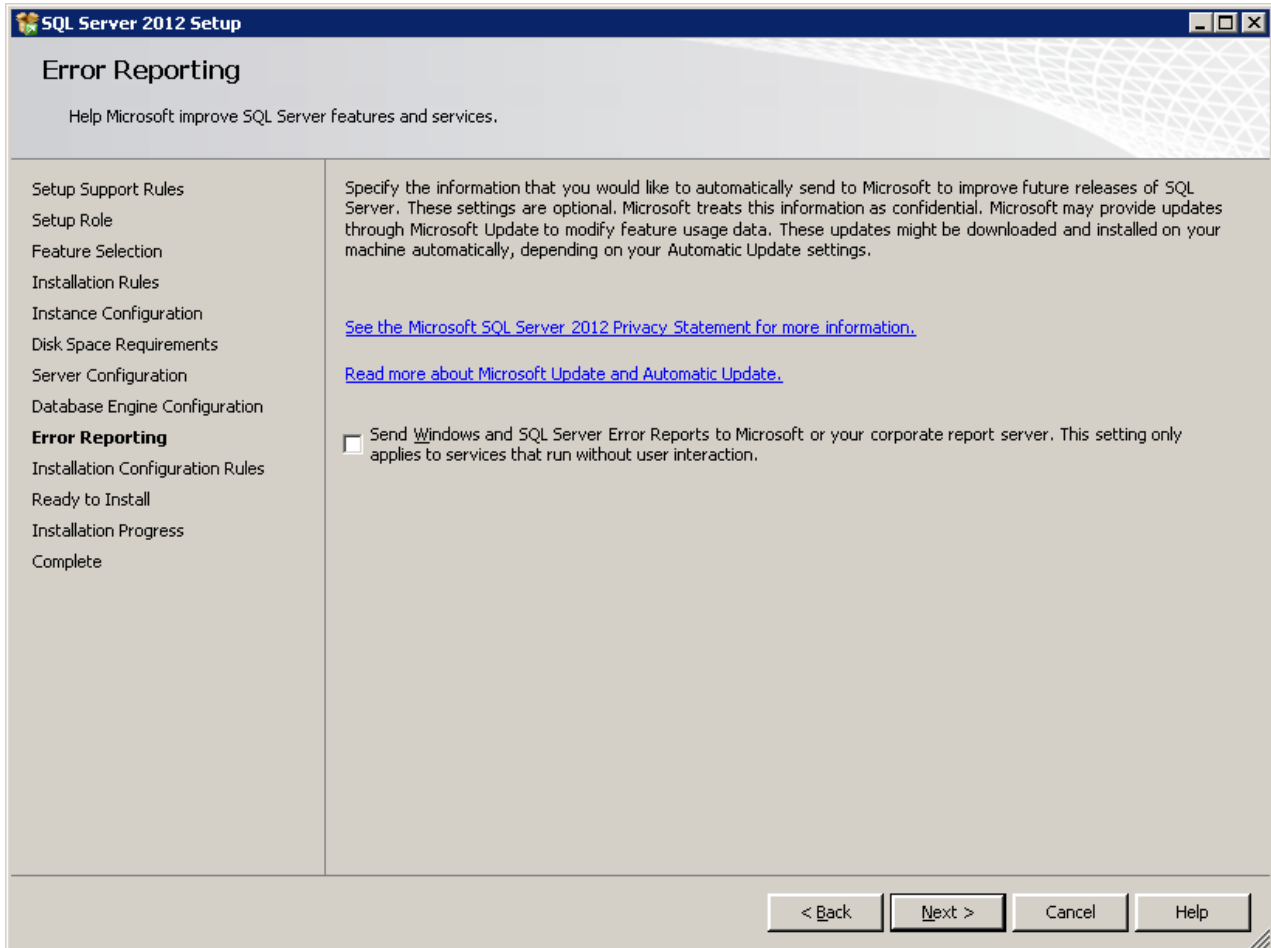 SQL Server 2012 Setup
Error Reporting
Help Microsoft improve SQL Server features and services.
Setup Support Rules
Setup Role
Feature Selection
Installation Rules
Instance Configuration
Disk Space Requirements
Server Configuration
Database Engine Configuration
Error Reporting
Installation Configuration Rules
Ready to Install
Installation Progress
Complete
Specify the information that you would like to automatically send to Microsoft to improve future releases of SQL
Server. These settings are optional. Microsoft treats this information as confidential. Microsoft may provide updates
through Microsoft Update to modify feature usage data. These updates might be downloaded and installed on your
machine automatically, depending on your Automatic Update settings.
See the Microsoft SQL Server 2012 Privacy Statement for more information.
Read more about Microsoft Update and Automatic Update.
Send Windows and SQL Server Error Reports to Microsoft or your corporate report server. This setting only
applies to services that run without user interaction.
< Back
Next >
Cancel
Help